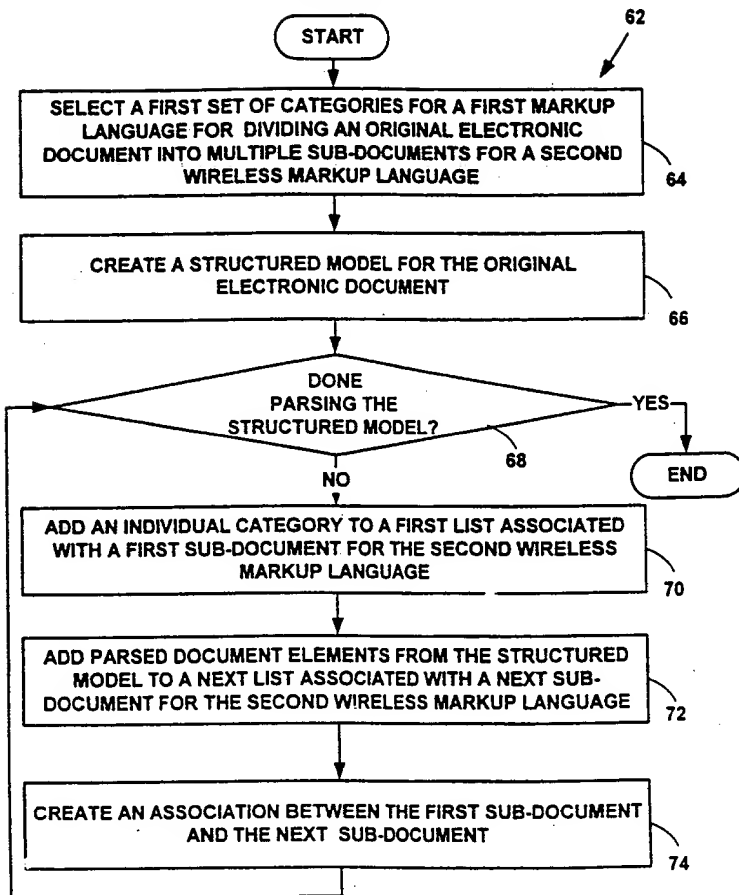 START
62
SELECT A FIRST SET OF CATEGORIES FOR A FIRST MARKUP
LANGUAGE FOR DIVIDING AN ORIGINAL ELECTRONIC
DOCUMENT INTO MULTIPLE SUB-DOCUMENTS FOR A SECOND
WIRELESS MARKUP LANGUAGE
64
CREATE A STRUCTURED MODEL FOR THE ORIGINAL
ELECTRONIC DOCUMENT
66
DONE
PARSING THE
STRUCTURED MODEL?
YES
68
END
NO
ADD AN INDIVIDUAL CATEGORY TO A FIRST LIST ASSOCIATED
WITH A FIRST SUB-DOCUMENT FOR THE SECOND WIRELESS
MARKUP LANGUAGE
70
ADD PARSED DOCUMENT ELEMENTS FROM THE STRUCTURED
MODEL TO A NEXT LIST ASSOCIATED WITH A NEXT SUB-
DOCUMENT FOR THE SECOND WIRELESS MARKUP LANGUAGE
72
CREATE AN ASSOCIATION BETWEEN THE FIRST SUB-DOCUMENT
AND THE NEXT SUB-DOCUMENT
74